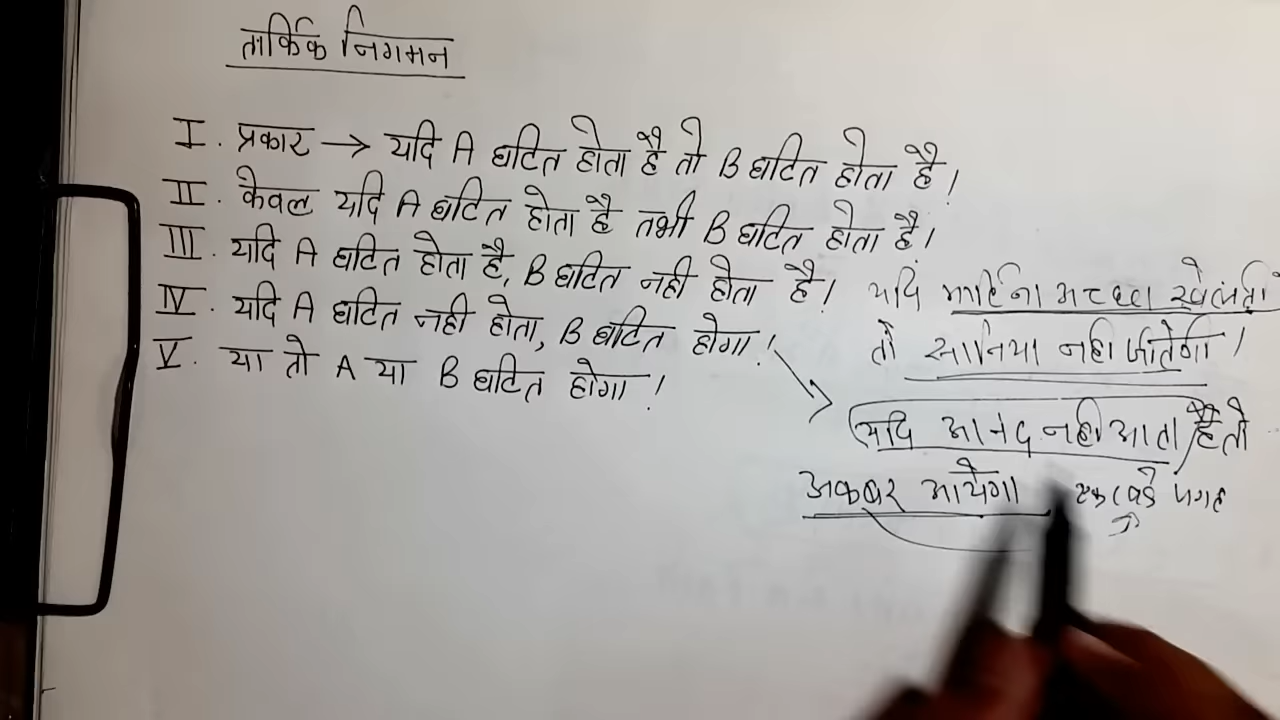 तार्किक निगमन
I. प्रकार → यदि A घटित होता है तो B घटित होता है।
II. केवल यदि A घटित होता है तभी B घटित होता है।
III. यदि A घटित होता है, B घटित नही होता है।
IV. यदि A घटित नही होता, B घटित होगा।
V. या तो A या B घटित होगा।
यदि मार्टिना अच्छा खेलती
तो सानिया नही जीतेगी।
यदि आनंद नही आता है तो
अकबर आयेगा